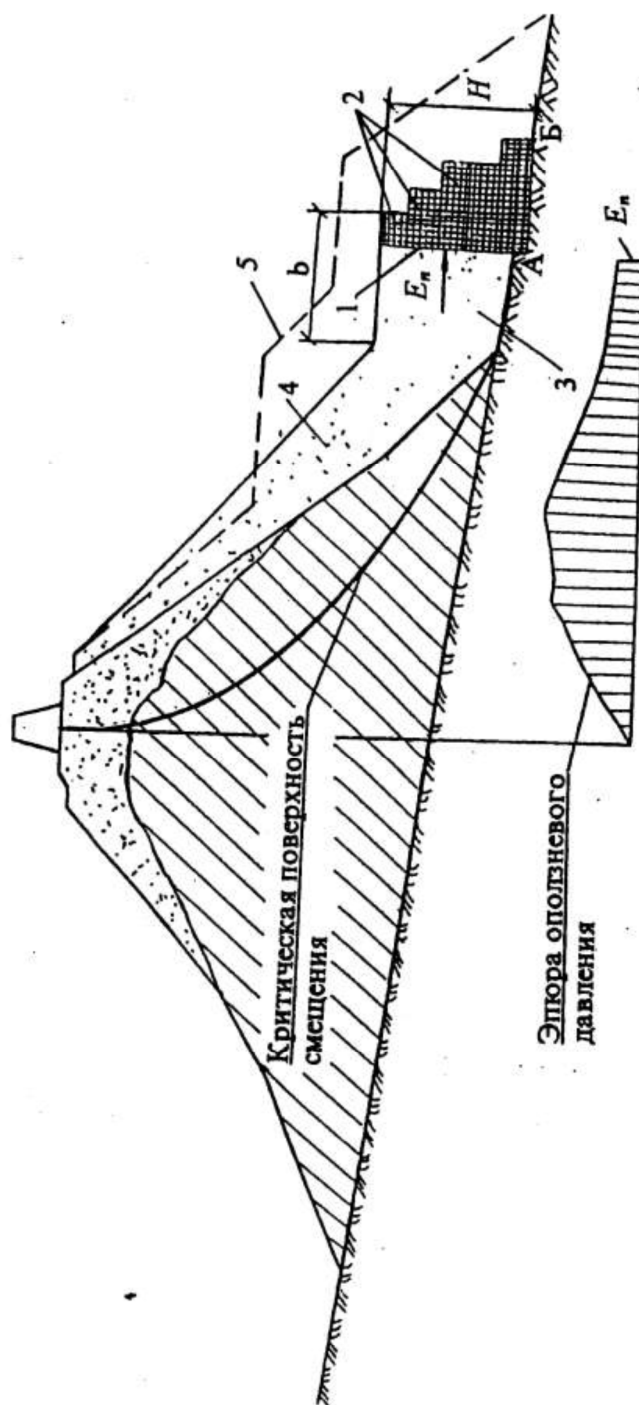 5
4
b
1
2
Eп
H
А
Б
3
Критическая поверхность
смещения
Эпюра оползневого
давления
Eп